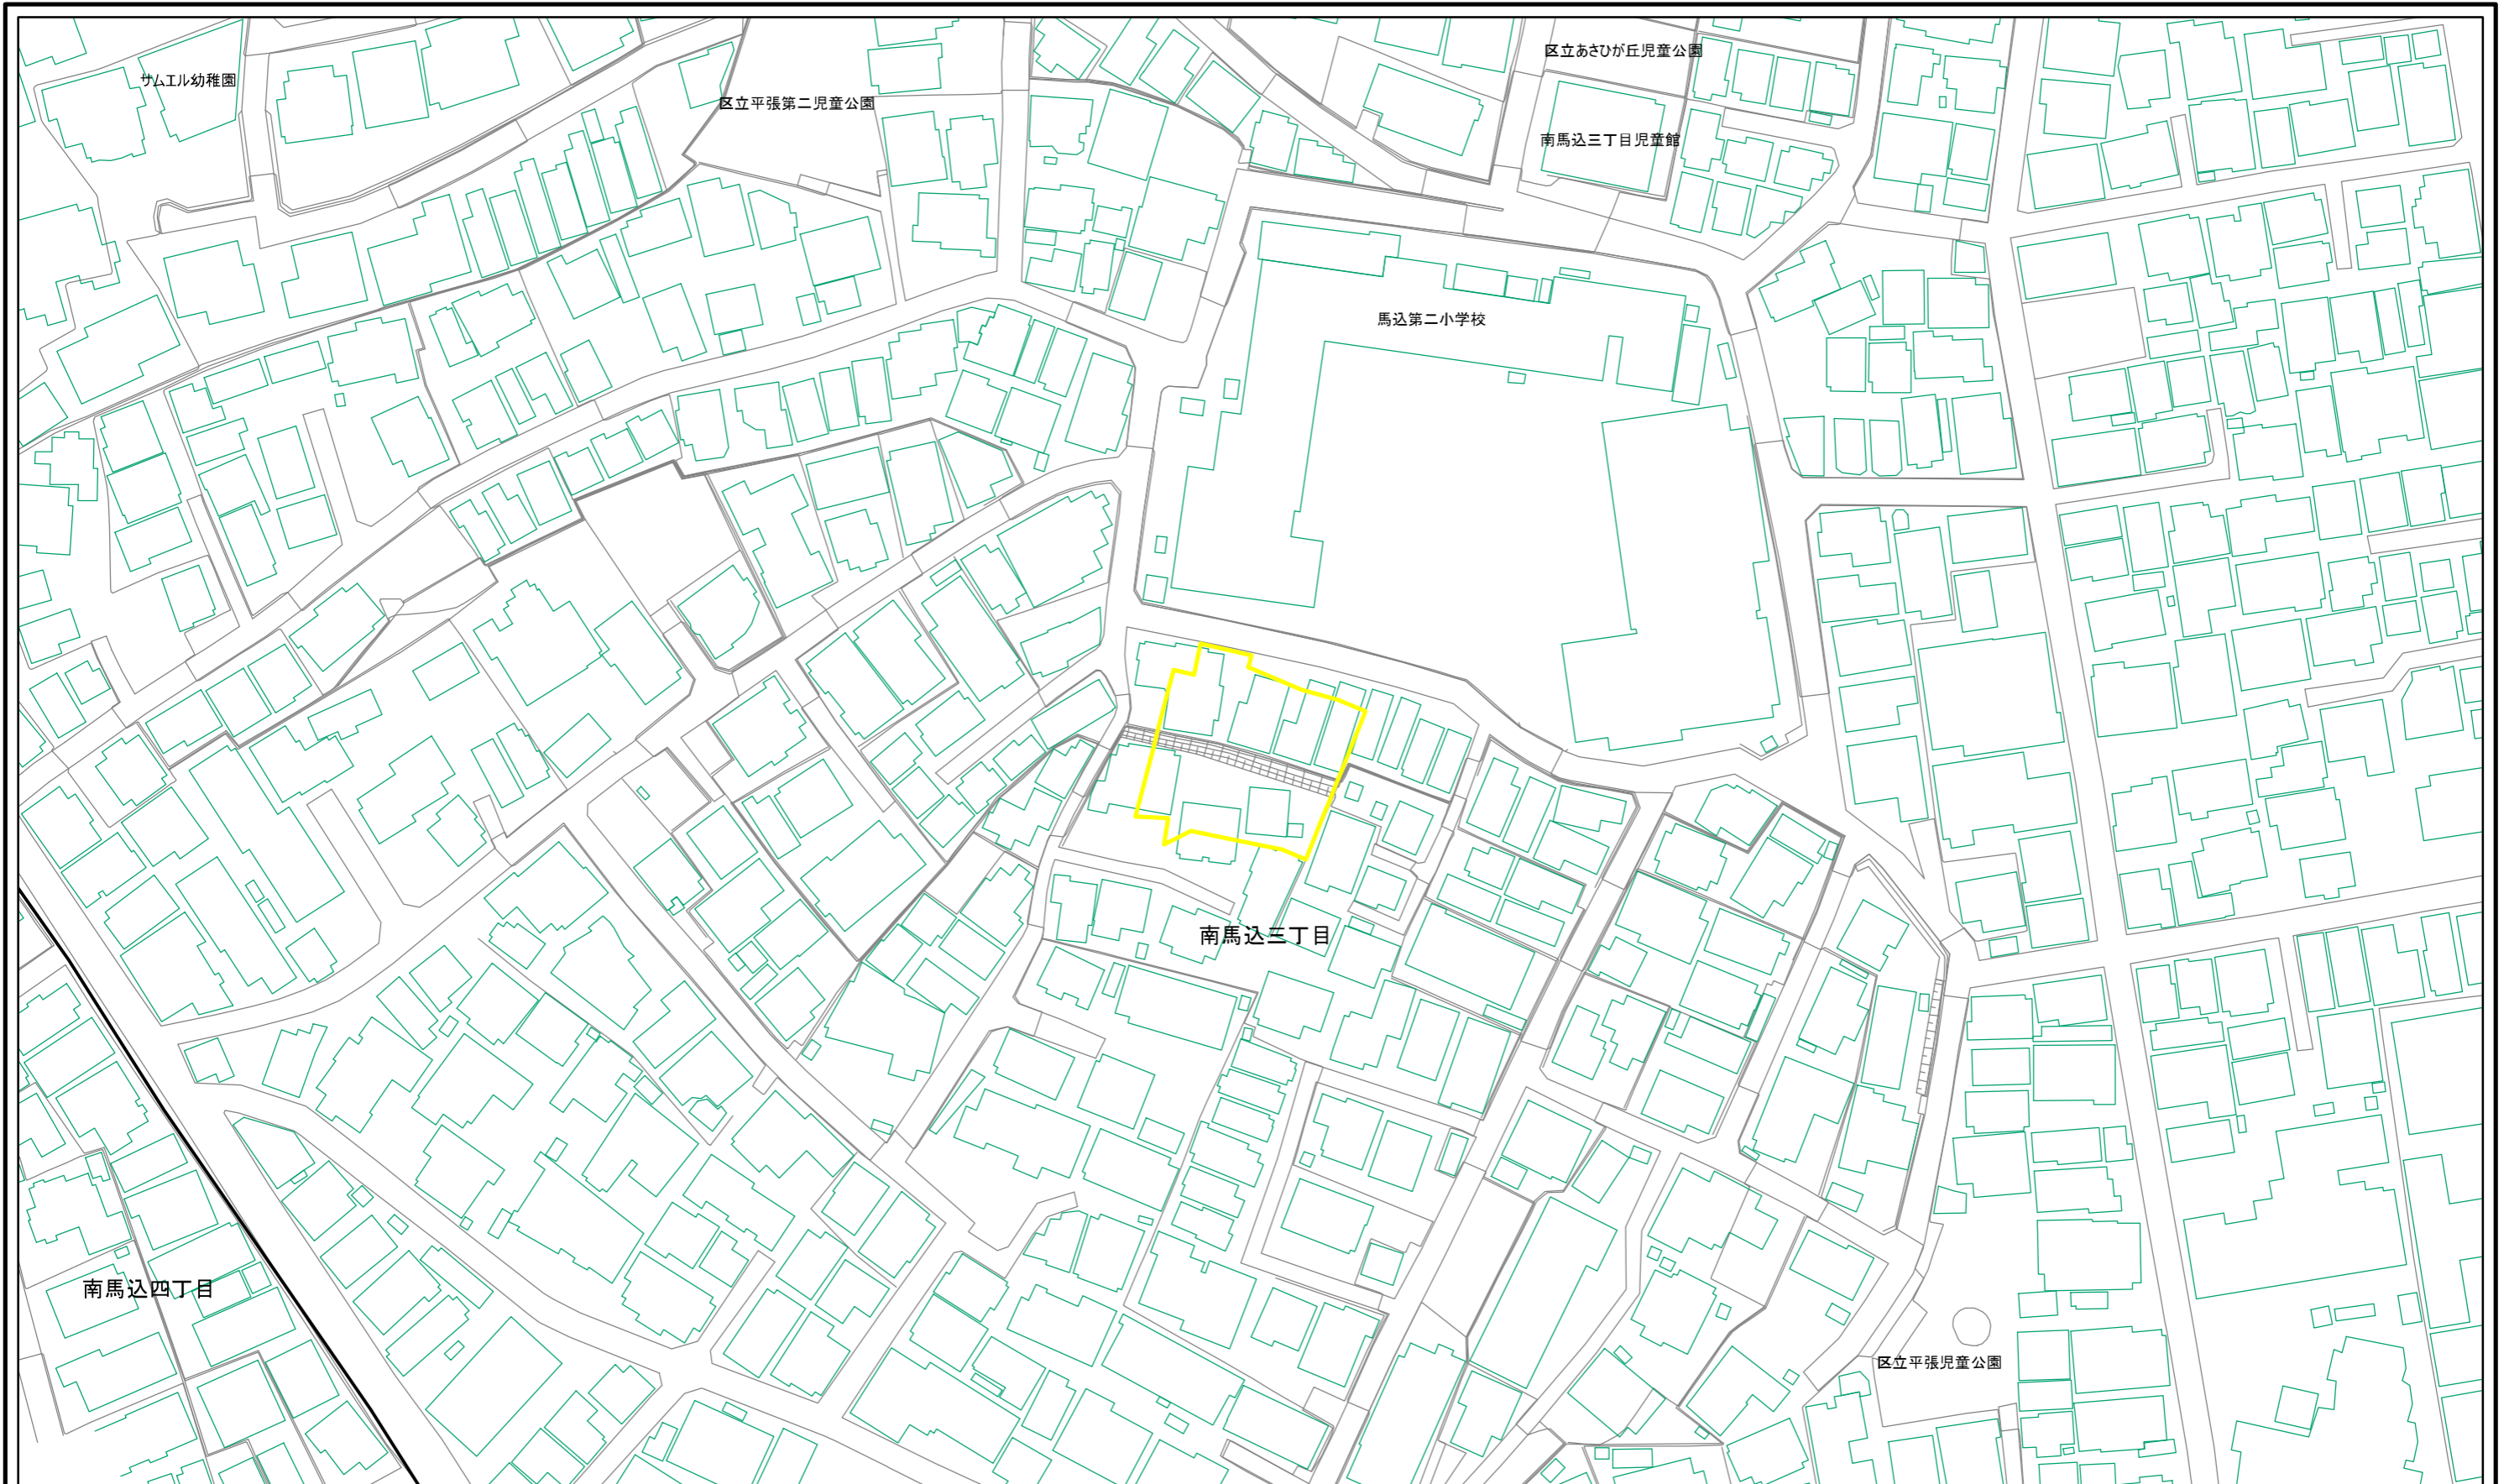 区立あさひが丘児童公園
サムエル幼稚園
区立平張第二児童公園
南馬込三丁目児童館
馬込第二小学校
南馬込三丁目
南馬込四丁目
区立平張児童公園